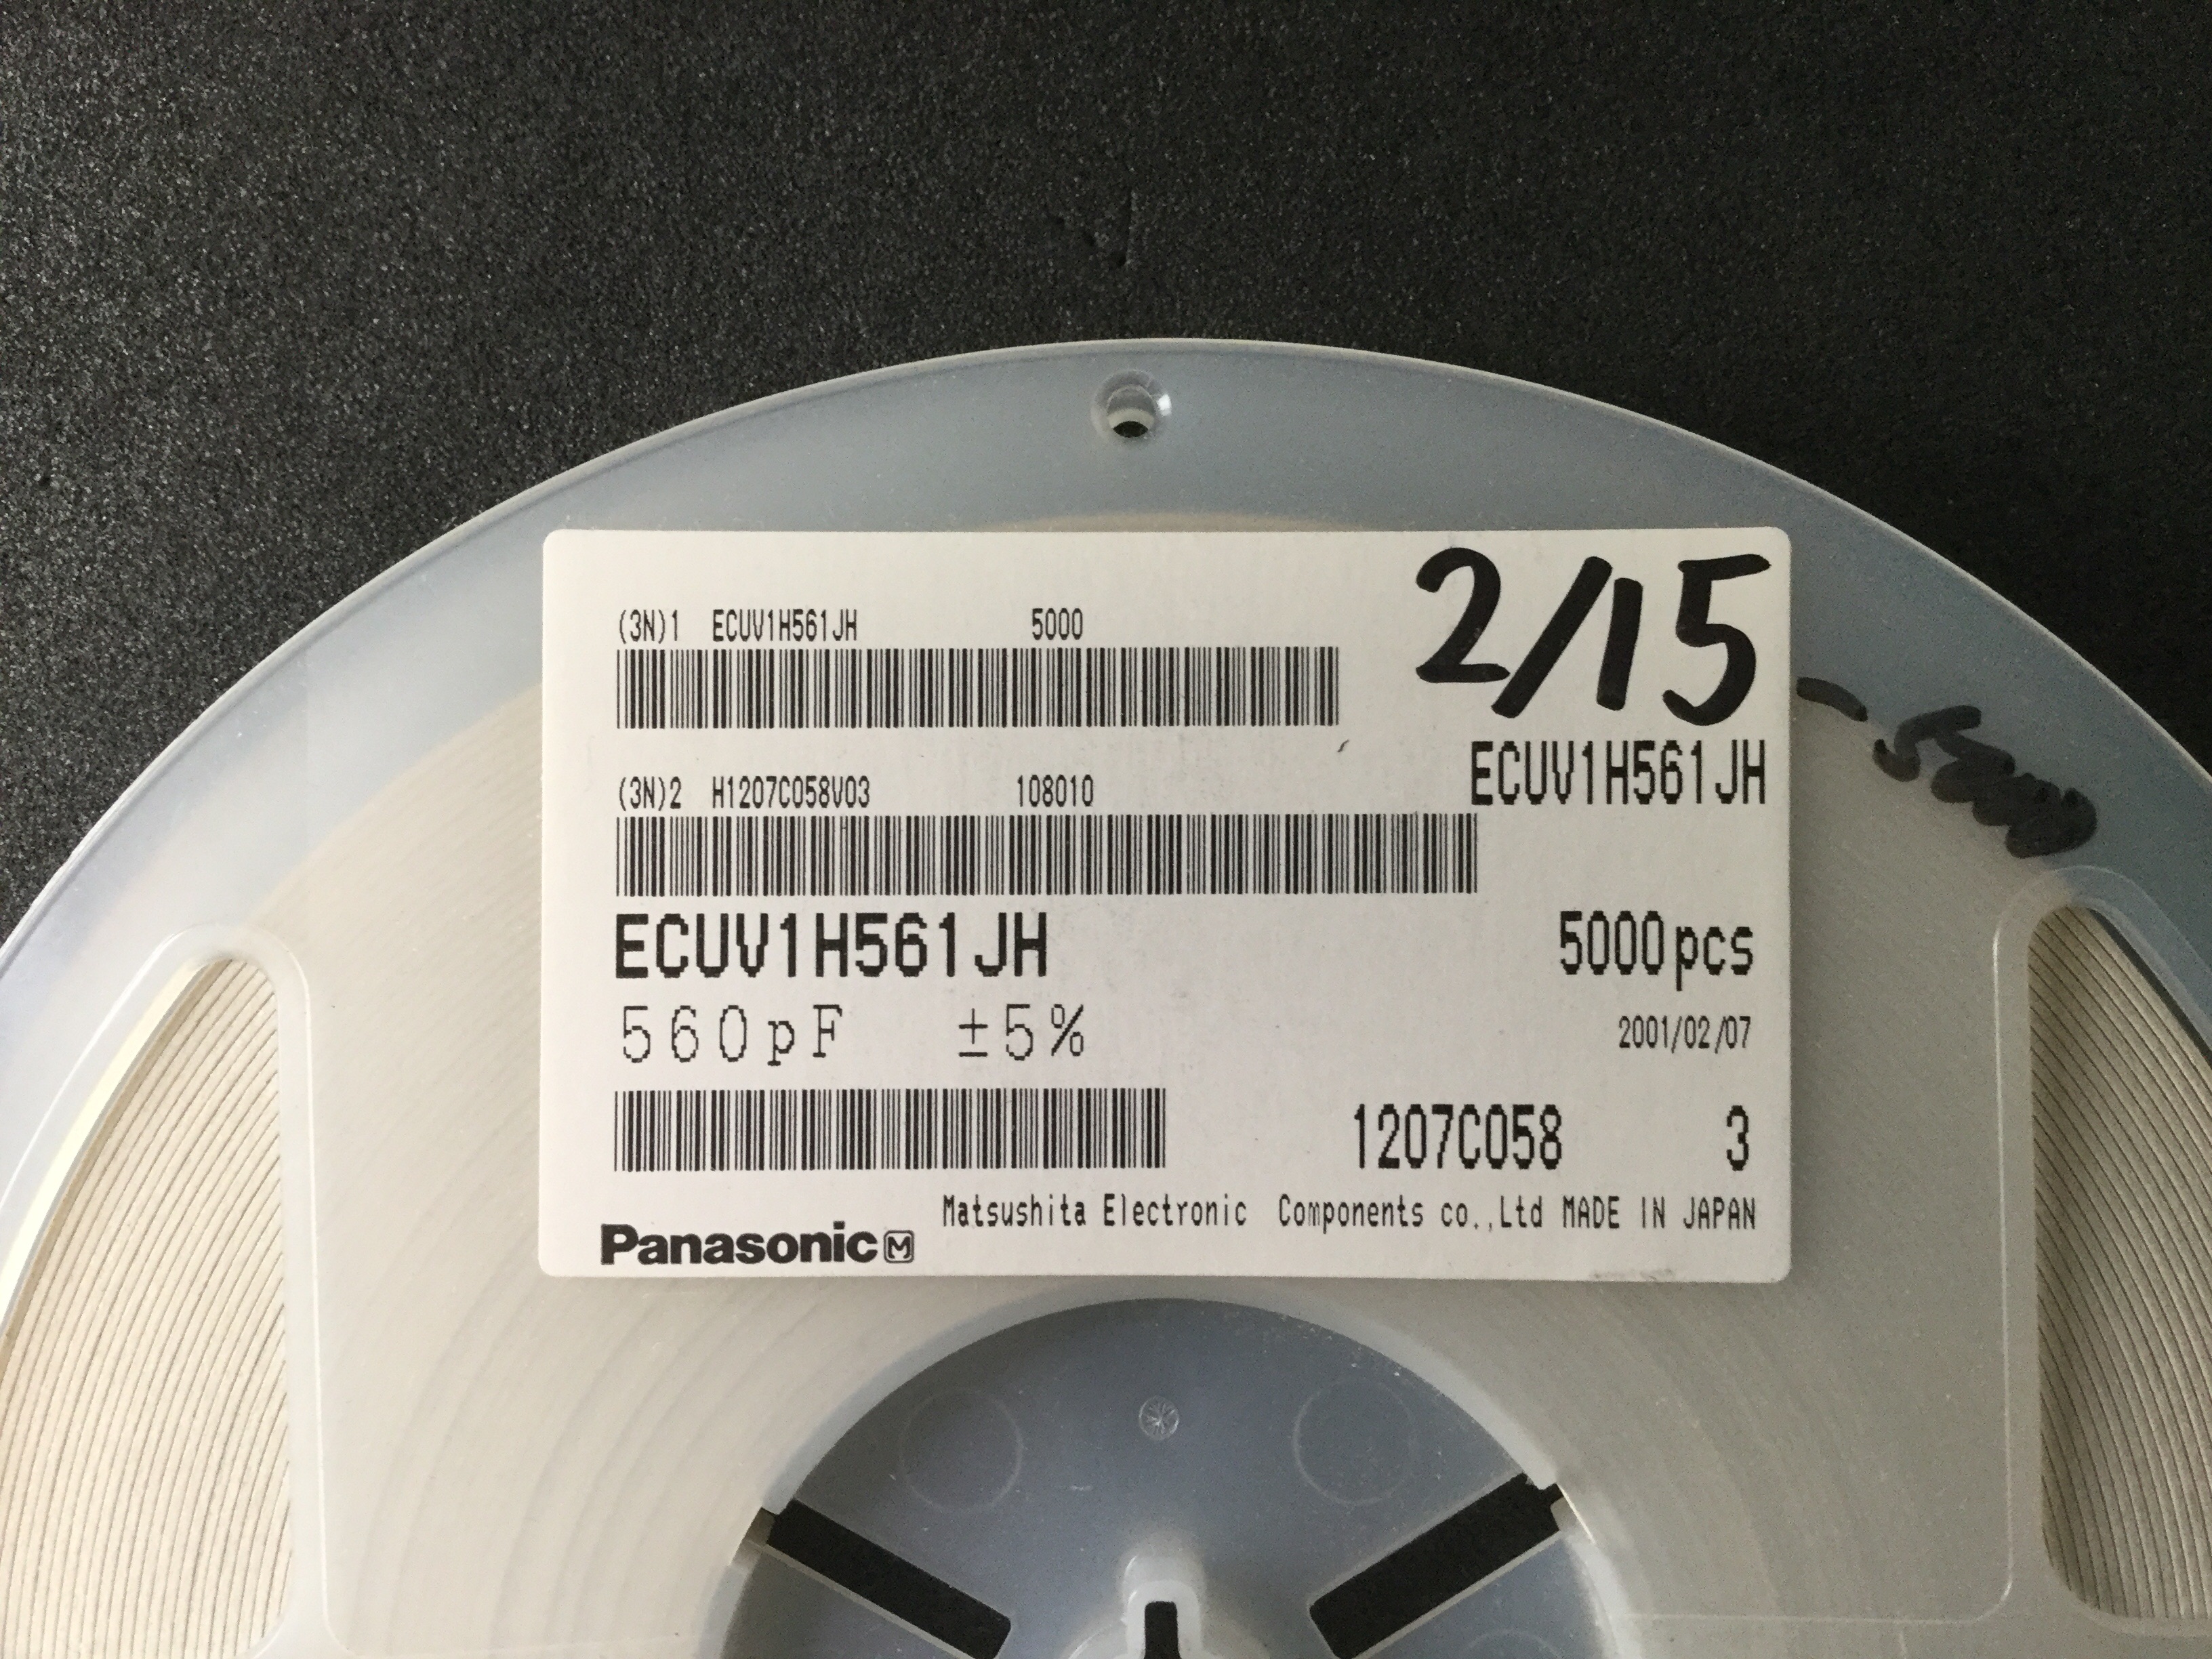 2/15
(3N)1 ECUV1H561JH 5000
- 5000
ECUV1H561JH
(3N)2 H1207C058V03 108010
ECUV1H561JH 5000pcs
560pF ±5%
2001/02/07
1207C058 3
Matsushita Electronic Components co.,Ltd MADE IN JAPAN
Panasonic M